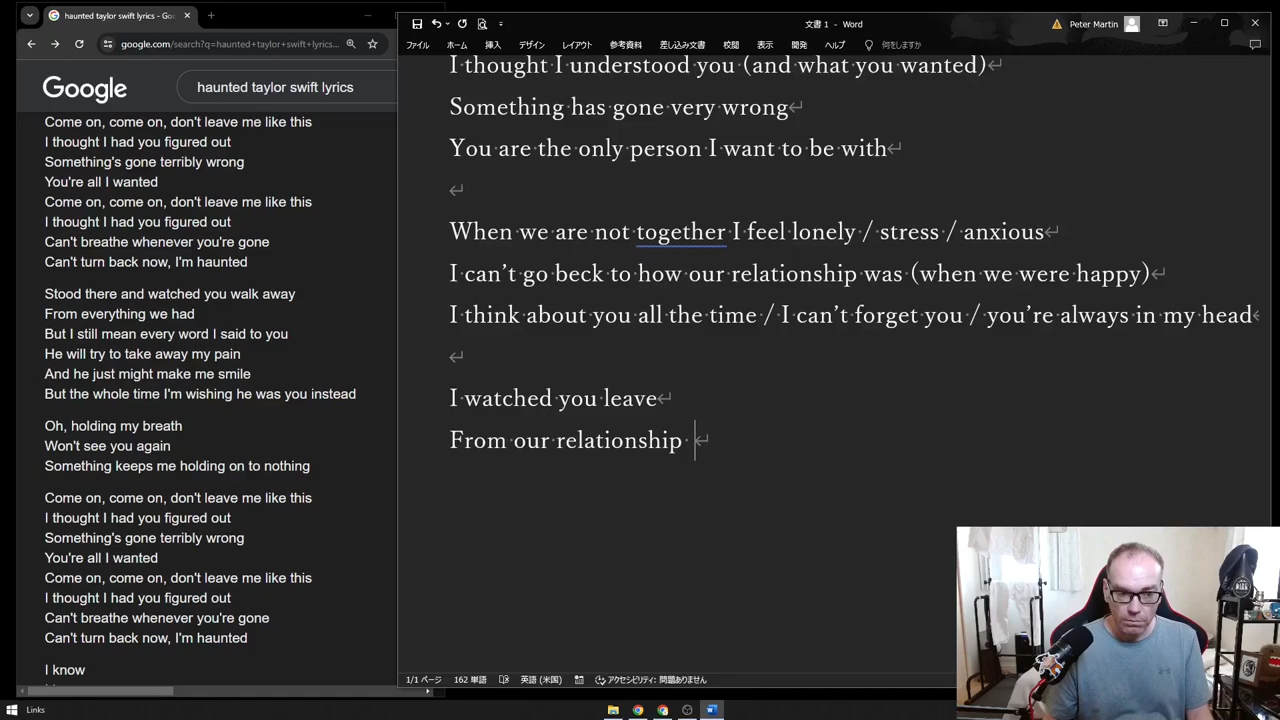 haunted taylor swift lyrics - Goo
google.com/search?q=haunted+taylor+swift+lyrics...
Google
haunted taylor swift lyrics
Come on, come on, don't leave me like this
I thought I had you figured out
Something's gone terribly wrong
You're all I wanted
Come on, come on, don't leave me like this
I thought I had you figured out
Can't breathe whenever you're gone
Can't turn back now, I'm haunted
Stood there and watched you walk away
From everything we had
But I still mean every word I said to you
He will try to take away my pain
And he just might make me smile
But the whole time I'm wishing he was you instead
Oh, holding my breath
Won't see you again
Something keeps me holding on to nothing
Come on, come on, don't leave me like this
I thought I had you figured out
Something's gone terribly wrong
You're all I wanted
Come on, come on, don't leave me like this
I thought I had you figured out
Can't breathe whenever you're gone
Can't turn back now, I'm haunted
I know
文書 1 - Word
Peter Martin
ファイル ホーム 挿入 デザイン レイアウト 参考資料 差し込み文書 校閲 表示 開発 ヘルプ 何をしますか
I thought I understood you (and what you wanted)
Something has gone very wrong
You are the only person I want to be with
When we are not together I feel lonely / stress / anxious
I can't go beck to how our relationship was (when we were happy)
I think about you all the time / I can't forget you / you're always in my head
I watched you leave
From our relationship
1/1 ページ 162 単語 英語 (米国) アクセシビリティ: 問題ありません
Links